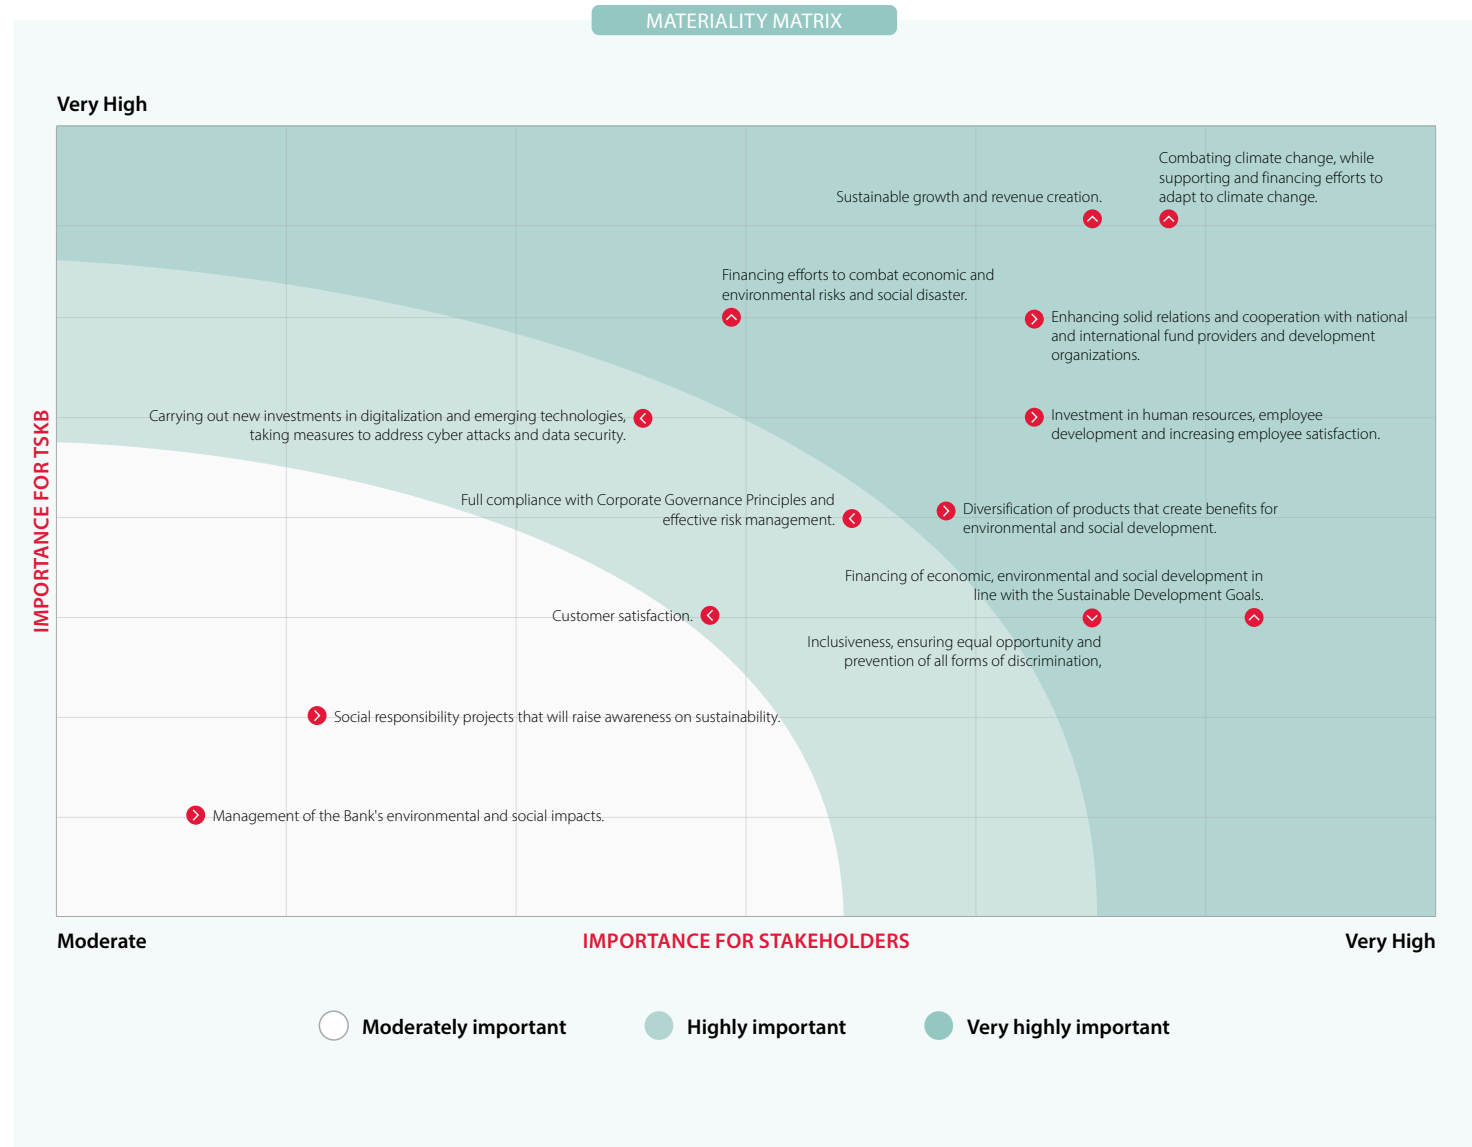 MATERIALITY MATRIX
Very High
Combating climate change, while
supporting and financing efforts to
adapt to climate change.
Sustainable growth and revenue creation.
Financing efforts to combat economic and
environmental risks and social disaster.
Enhancing solid relations and cooperation with national
and international fund providers and development
organizations.
Carrying out new investments in digitalization and emerging technologies,
taking measures to address cyber attacks and data security.
Investment in human resources, employee
development and increasing employee satisfaction.
Full compliance with Corporate Governance Principles and
effective risk management.
Diversification of products that create benefits for
environmental and social development.
Financing of economic, environmental and social development in
line with the Sustainable Development Goals.
Customer satisfaction.
Inclusiveness, ensuring equal opportunity and
prevention of all forms of discrimination,
Social responsibility projects that will raise awareness on sustainability.
Management of the Bank's environmental and social impacts.
IMPORTANCE FOR TSKB
Moderate
IMPORTANCE FOR STAKEHOLDERS
Very High
Moderately important
Highly important
Very highly important